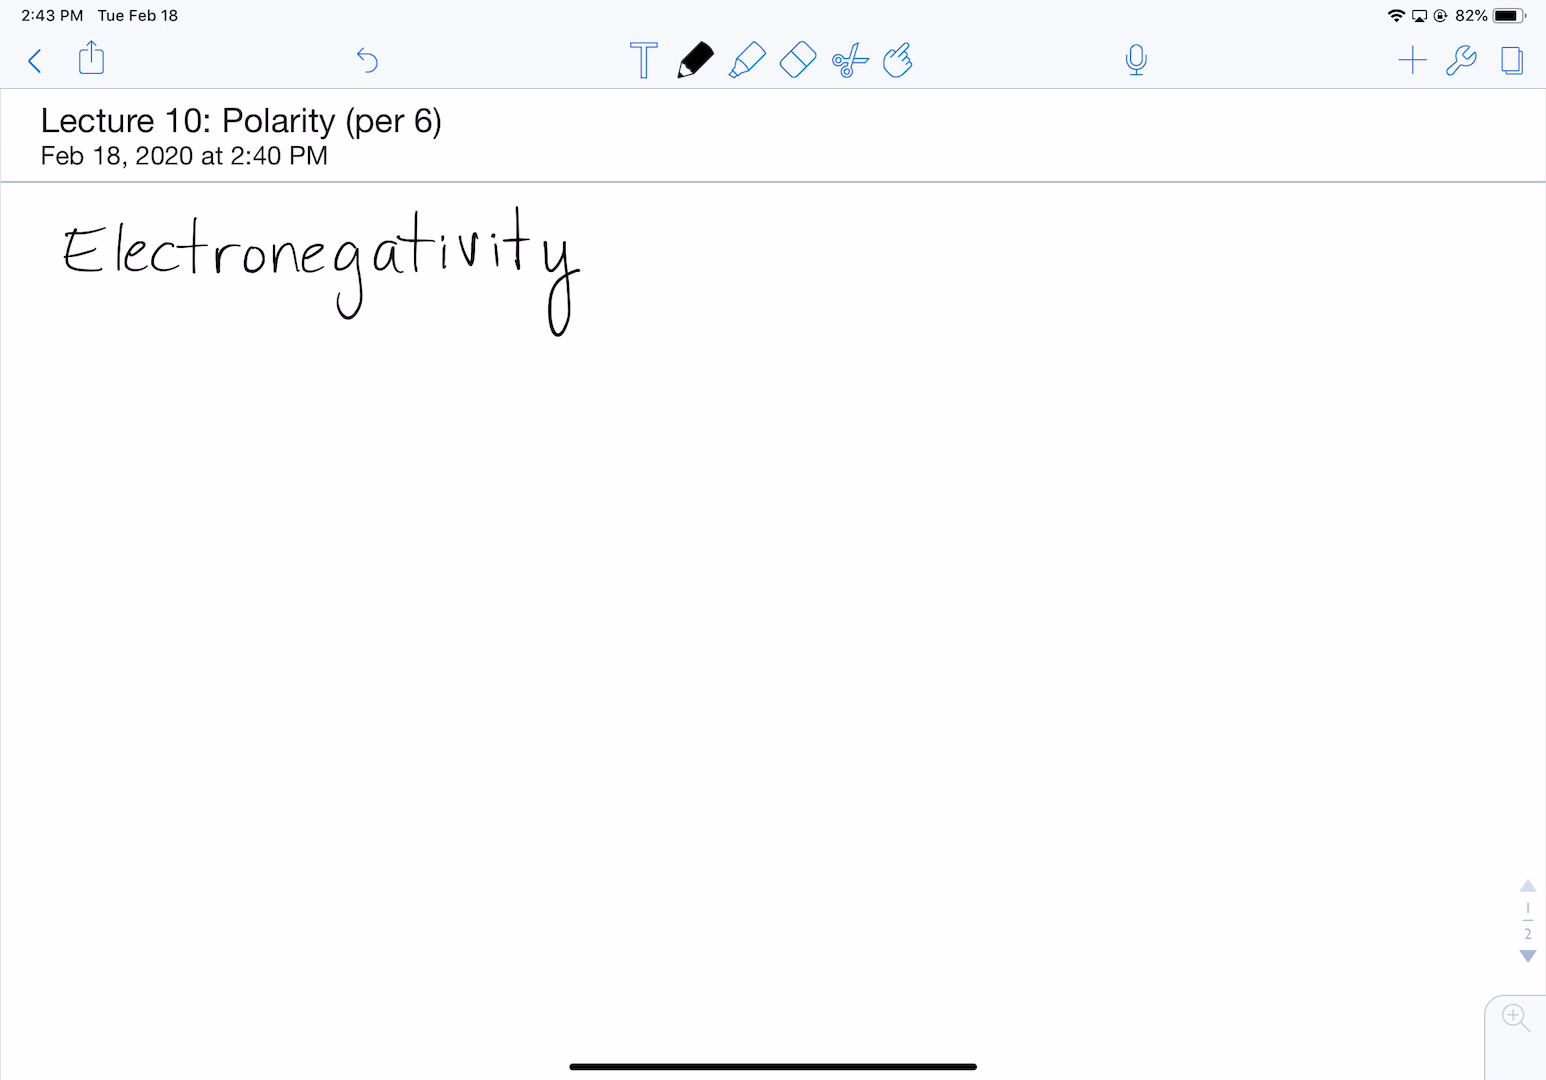 2:43 PM Tue Feb 18 82%
T
Lecture 10: Polarity (per 6)
Feb 18, 2020 at 2:40 PM
Electronegativity
1
2